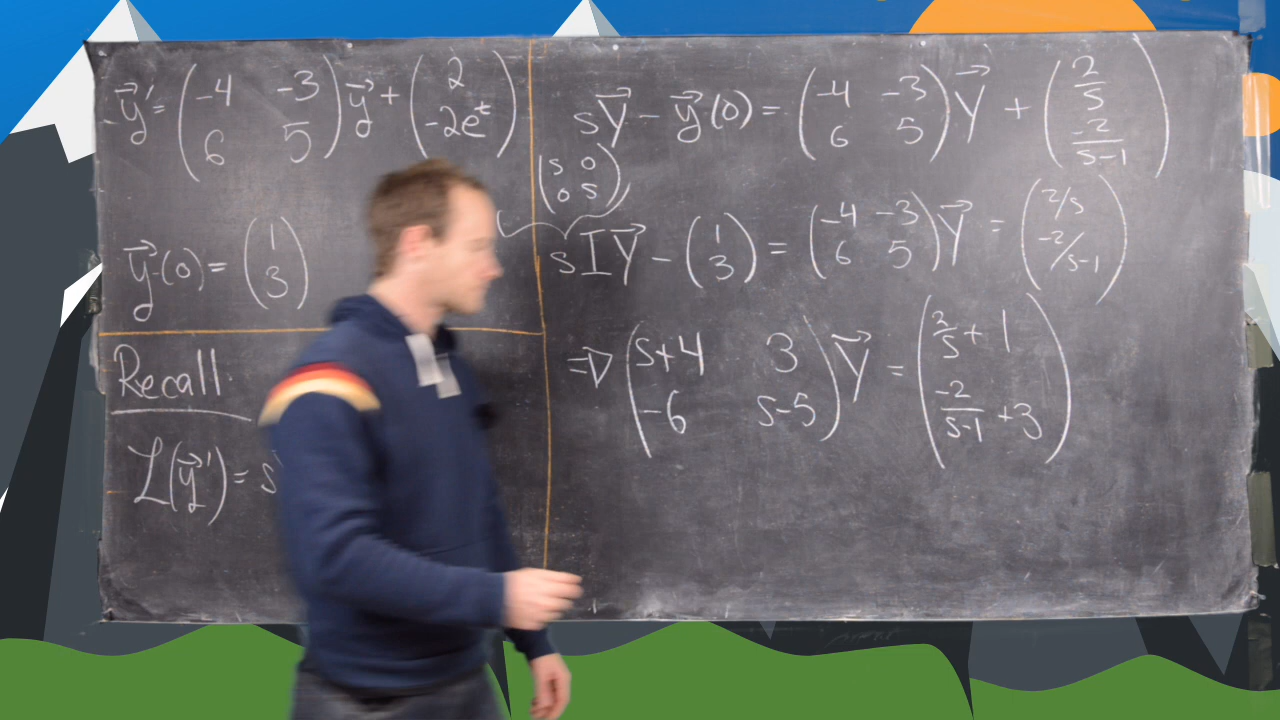 y⃗' = (-4 -3; 6 5) y⃗ + (2; -2e^t)
y⃗(0) = (1; 3)
Recall
ℒ(y⃗') = s
sY⃗ - y⃗(0) = (-4 -3; 6 5) Y⃗ + (2/s; -2/(s-1))
(s 0; 0 s)
sIY⃗ - (1; 3) = (-4 -3; 6 5) Y⃗ = (2/s; -2/s-1)
⇒ (s+4 3; -6 s-5) Y⃗ = (2/s + 1; -2/(s-1) + 3)